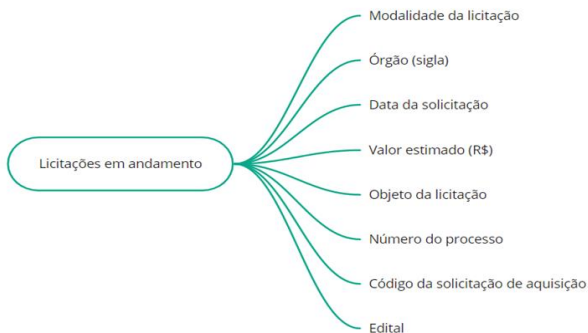 Licitações em andamento
Modalidade da licitação
Órgão (sigla)
Data da solicitação
Valor estimado (R$)
Objeto da licitação
Número do processo
Código da solicitação de aquisição
Edital